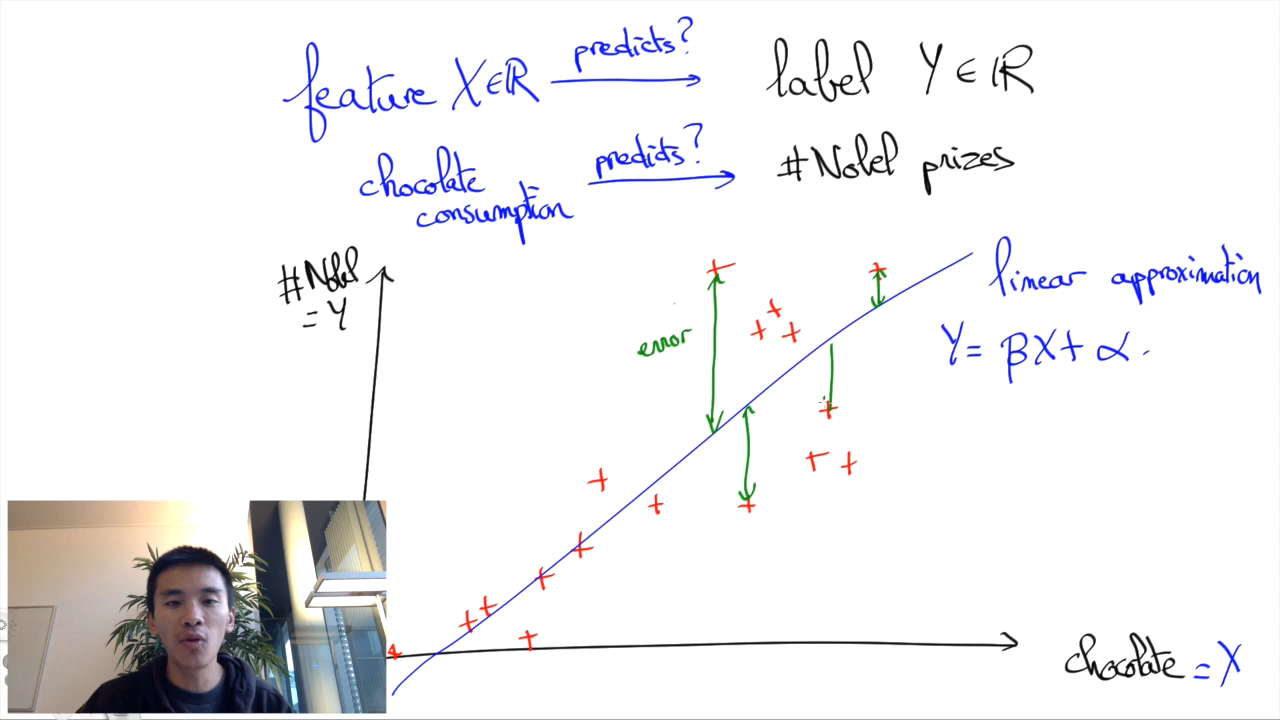 feature X∈ℝ predicts? label Y∈ℝ
chocolate consumption predicts? #Nobel prizes
#Nobel
= Y
error
linear approximation
Y = βX + α.
chocolate = X